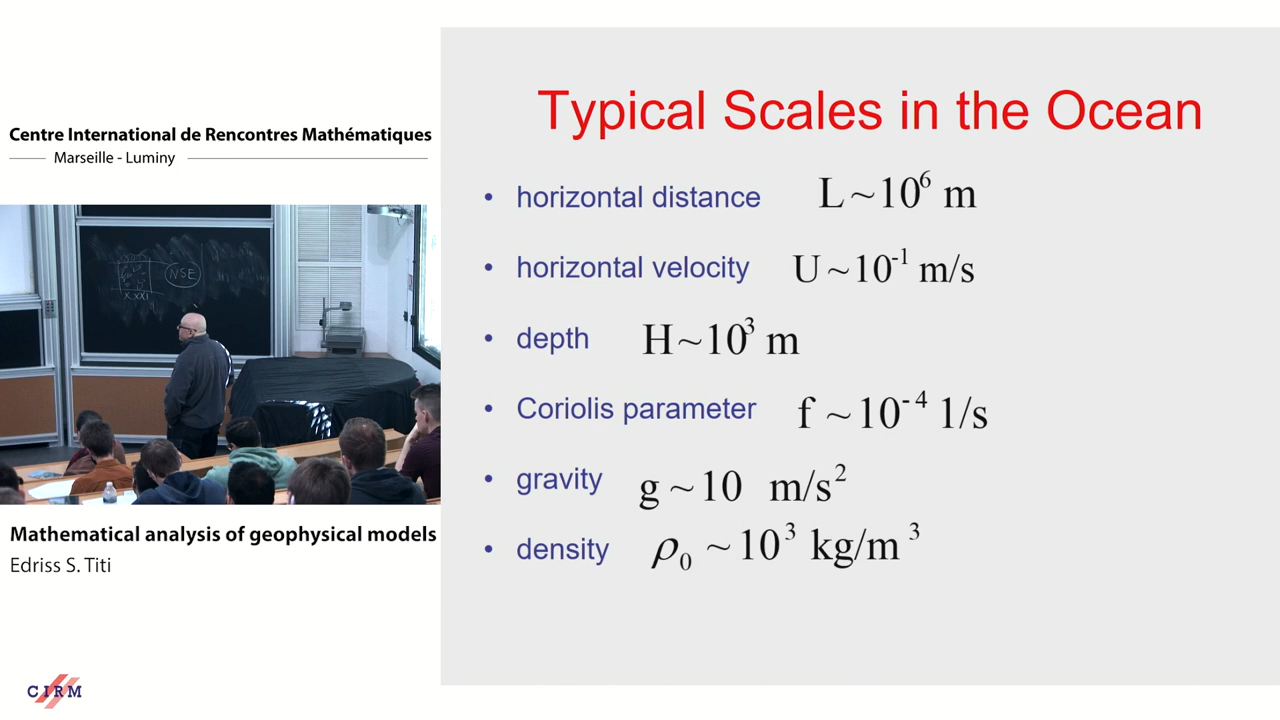 Centre International de Rencontres Mathématiques
Marseille - Luminy
NSE
Mathematical analysis of geophysical models
Edriss S. Titi
CIRM
Typical Scales in the Ocean
• horizontal distance L ~ 10⁶ m
• horizontal velocity U ~ 10⁻¹ m/s
• depth H ~ 10³ m
• Coriolis parameter f ~ 10⁻⁴ 1/s
• gravity g ~ 10 m/s²
• density ρ₀ ~ 10³ kg/m³